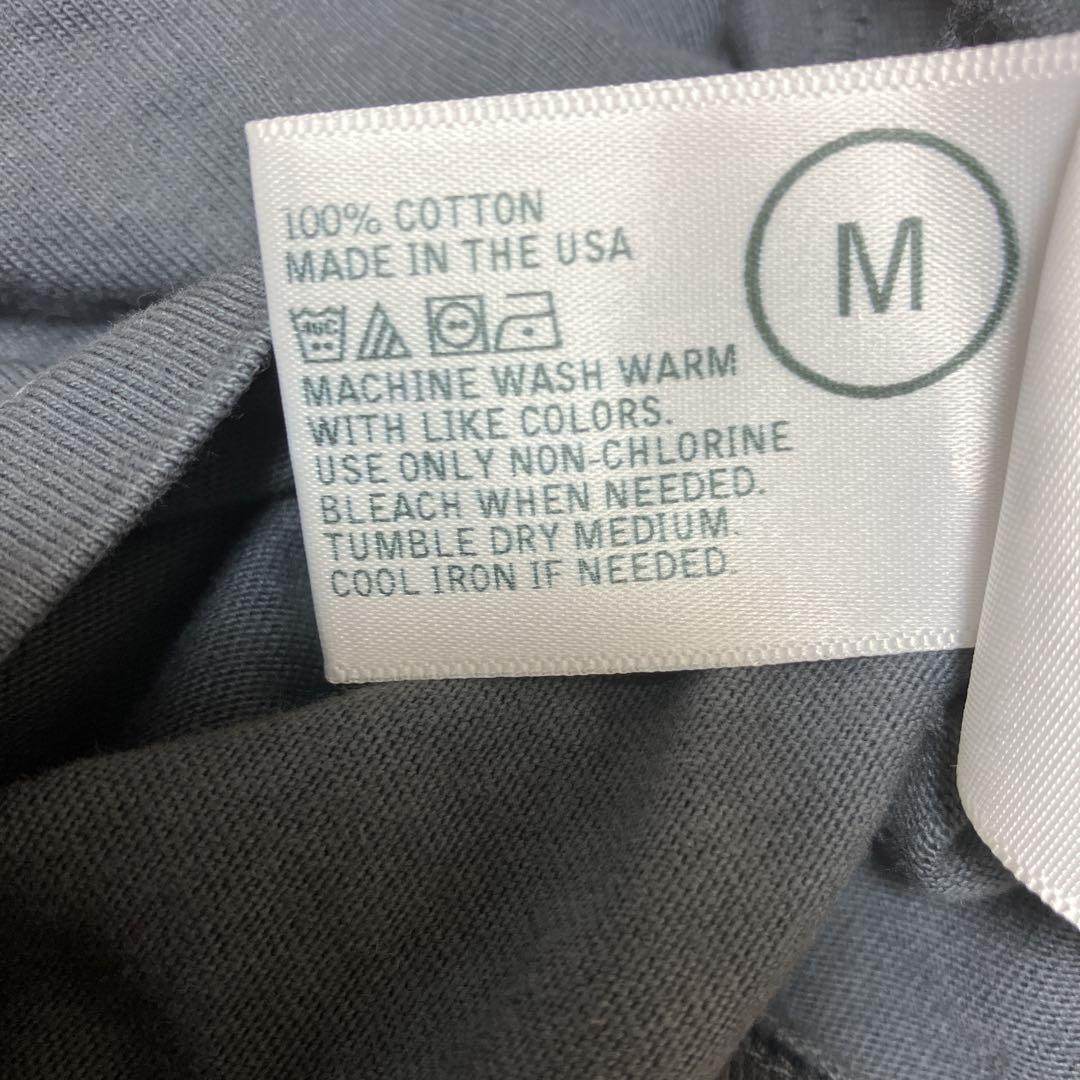 100% COTTON
MADE IN THE USA
M
40C
MACHINE WASH WARM
WITH LIKE COLORS.
USE ONLY NON-CHLORINE
BLEACH WHEN NEEDED.
TUMBLE DRY MEDIUM.
COOL IRON IF NEEDED.